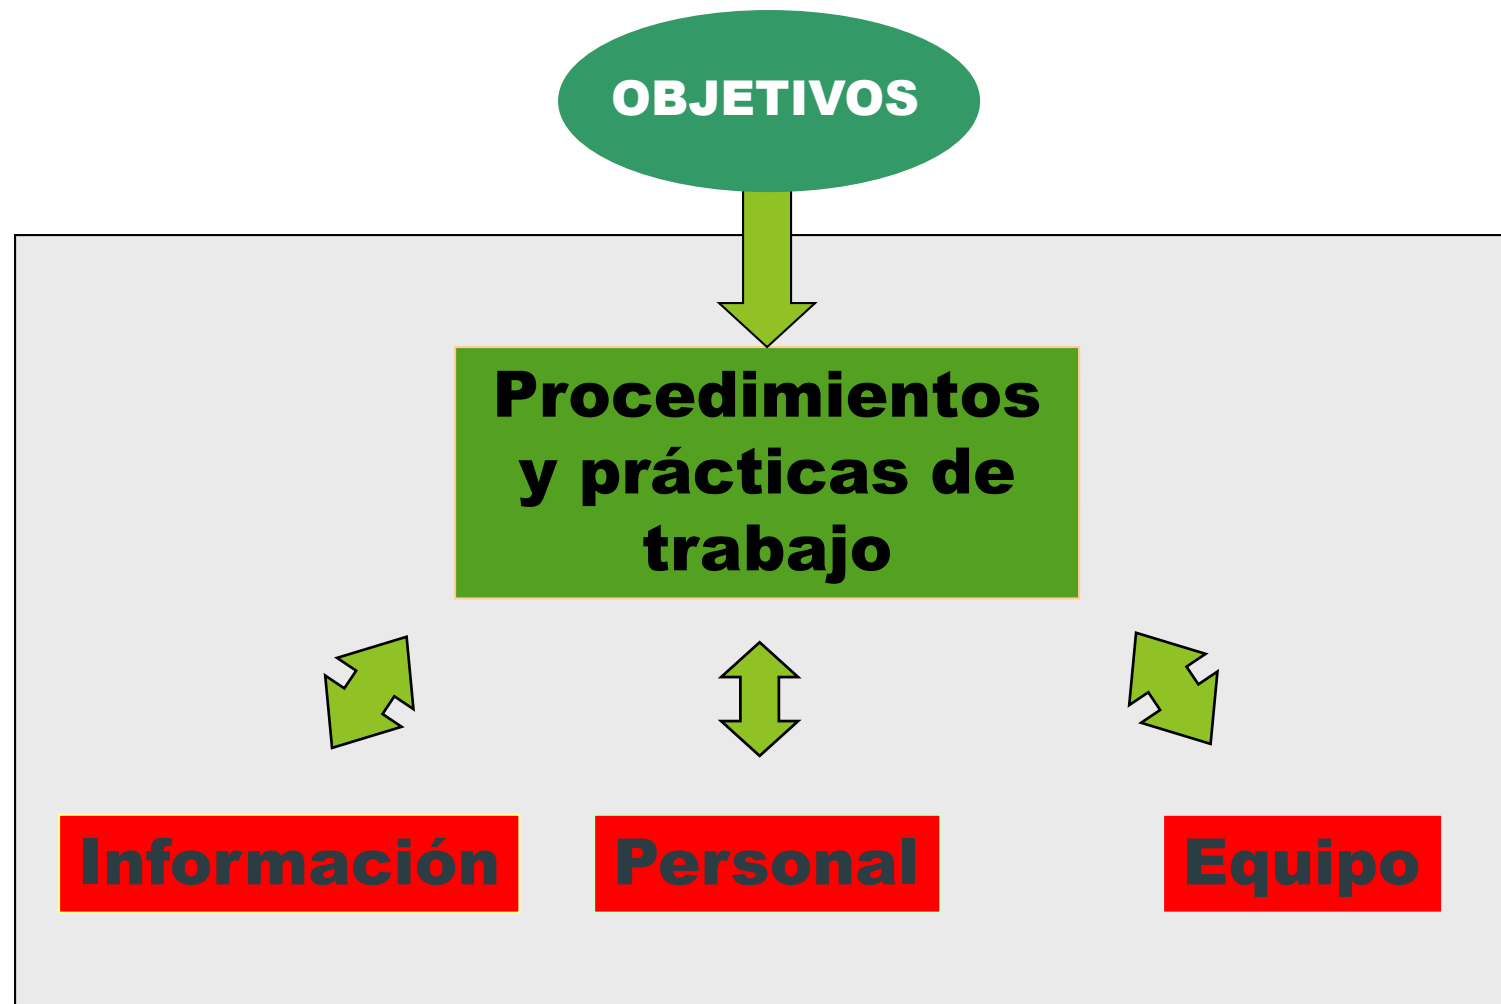 OBJETIVOS
Procedimientos
y prácticas de
trabajo
Información
Personal
Equipo